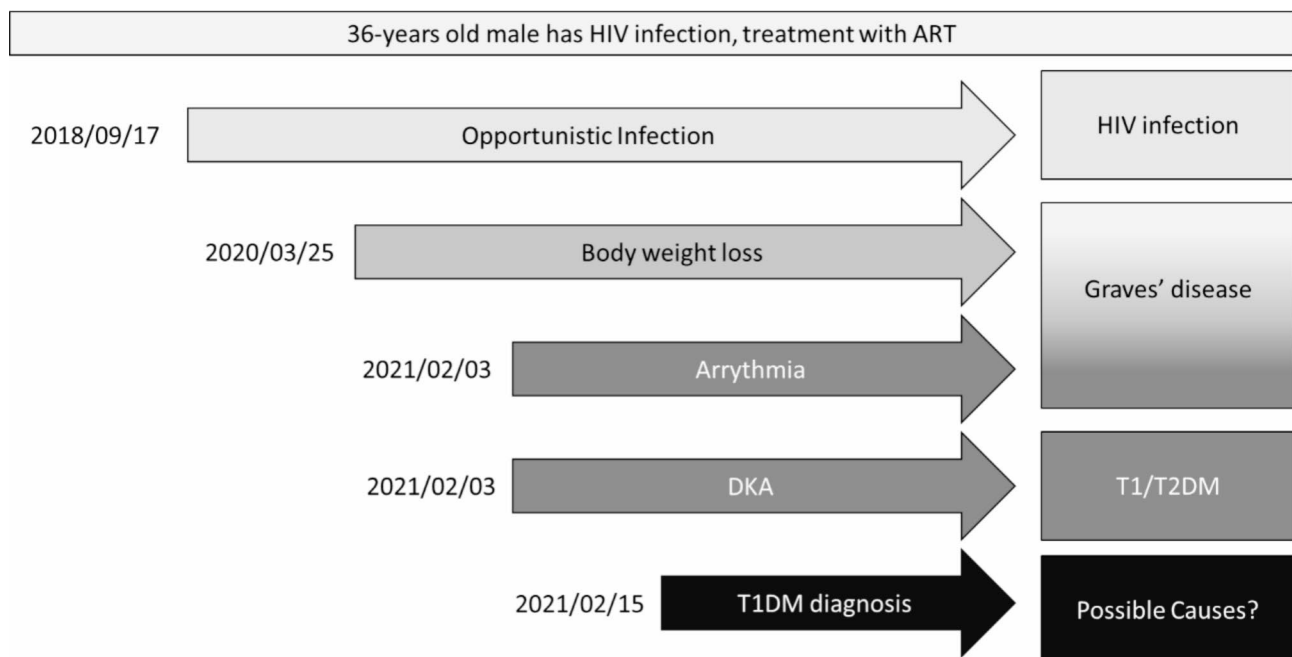 36-years old male has HIV infection, treatment with ART
2018/09/17 Opportunistic Infection HIV infection
2020/03/25 Body weight loss
Graves’ disease
2021/02/03 Arrythmia
2021/02/03 DKA T1/T2DM
2021/02/15 T1DM diagnosis Possible Causes?